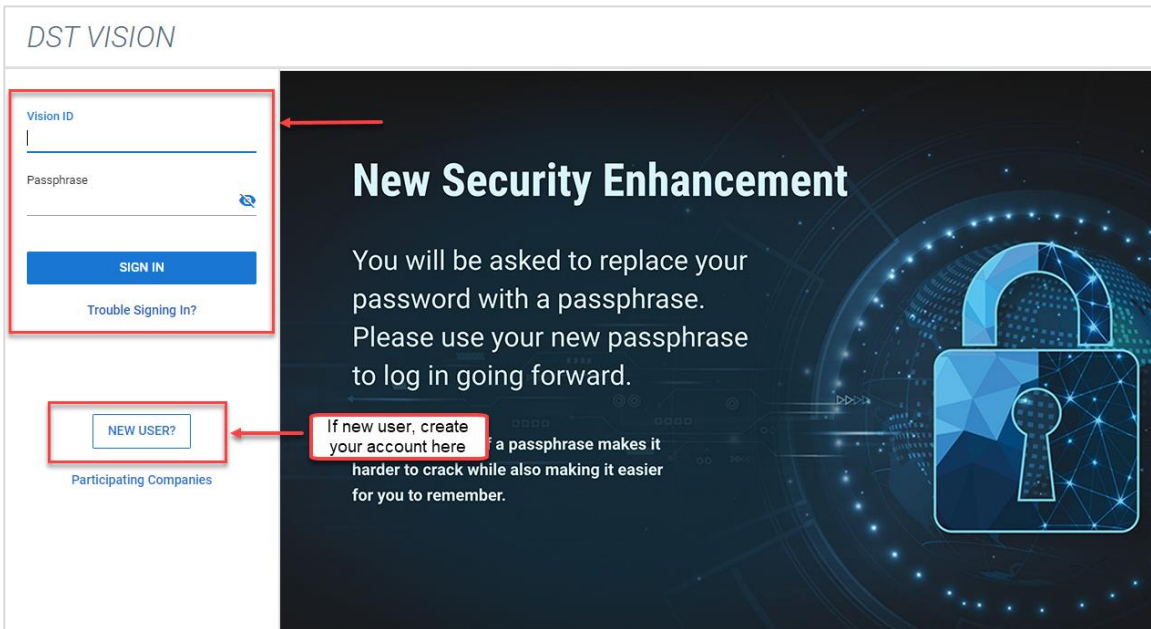 DST VISION
Vision ID
Passphrase
SIGN IN
Trouble Signing In?
NEW USER?
Participating Companies
New Security Enhancement
You will be asked to replace your
password with a passphrase.
Please use your new passphrase
to log in going forward.
If new user, create
your account here
a passphrase makes it
harder to crack while also making it easier
for you to remember.